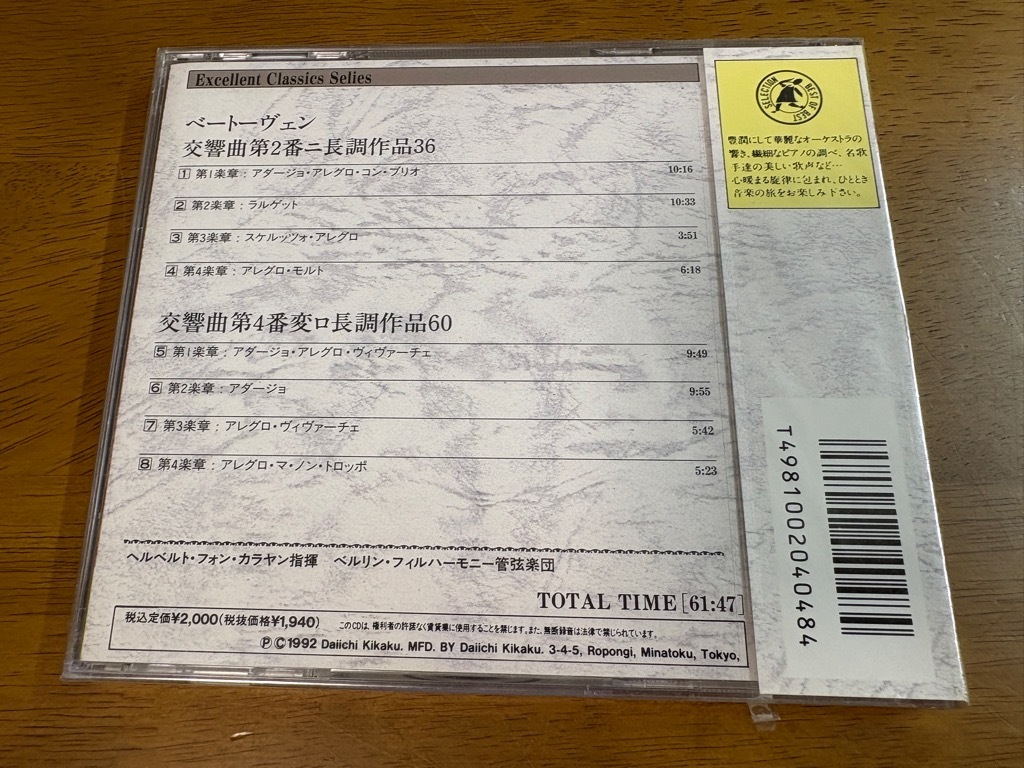 Excellent Classics Selies
ベートーヴェン
交響曲第2番ニ長調作品36
1 第1楽章:アダージョ・アレグロ・コン・ブリオ 10:16
2 第2楽章:ラルゲット 10:33
3 第3楽章:スケルッツォ・アレグロ 3:51
4 第4楽章:アレグロ・モルト 6:18
交響曲第4番変ロ長調作品60
5 第1楽章:アダージョ・アレグロ・ヴィヴァーチェ 9:49
6 第2楽章:アダージョ 9:55
7 第3楽章:アレグロ・ヴィヴァーチェ 5:42
8 第4楽章:アレグロ・マ・ノン・トロッポ 5:23
ヘルベルト・フォン・カラヤン指揮 ベルリン・フィルハーモニー管弦楽団
TOTAL TIME[61:47]
税込定価¥2,000(税抜価格¥1,940)
このCDは、権利者の許諾なく賃貸業に使用することを禁じます。また、無断録音は法律で禁じられています。
ⓅⒸ1992 Daiichi Kikaku. MFD. BY Daiichi Kikaku. 3-4-5, Ropongi, Minatoku, Tokyo,
SELECTION BEST OF BEST
豊潤にして華麗なオーケストラの
響き、繊細なピアノの調べ、名歌
手達の美しい歌声など…
心暖まる旋律に包まれ、ひととき
音楽の旅をお楽しみ下さい。
T4981002040484